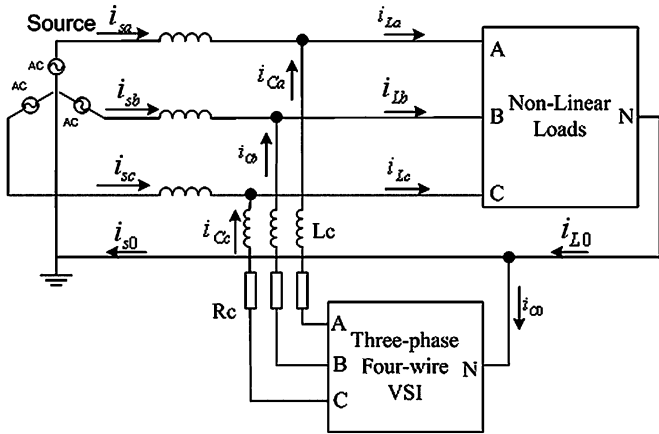 Source
i_sa
i_La
AC
A
i_Ca
AC
AC
i_sb
i_Lb
B
Non-Linear
Loads
N
i_Cb
i_sc
i_Lc
C
i_Cc
Lc
i_s0
i_L0
Rc
i_C0
A
Three-phase
B
Four-wire
N
VSI
C